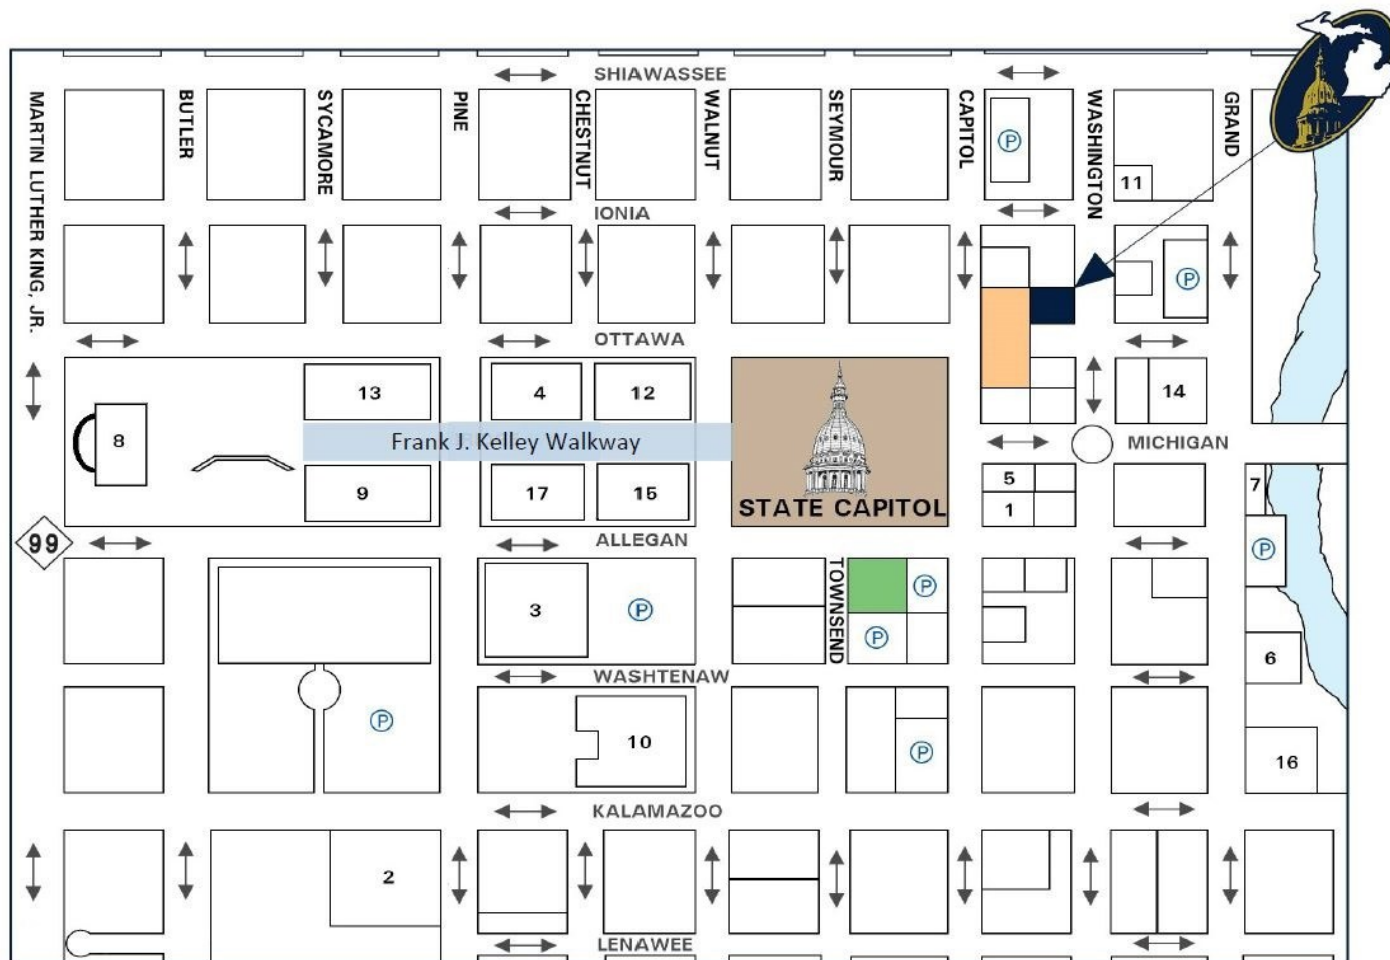 SHIAWASSEE
MARTIN LUTHER KING, JR.
BUTLER
SYCAMORE
PINE
CHESTNUT
WALNUT
SEYMOUR
CAPITOL
WASHINGTON
GRAND
P
11
IONIA
P
OTTAWA
13
4
12
14
8
Frank J. Kelley Walkway
MICHIGAN
9
17
15
STATE CAPITOL
5
1
7
99
ALLEGAN
P
TOWNSEND
3
P
P
P
6
WASHTENAW
P
10
P
16
KALAMAZOO
2
LENAWEE